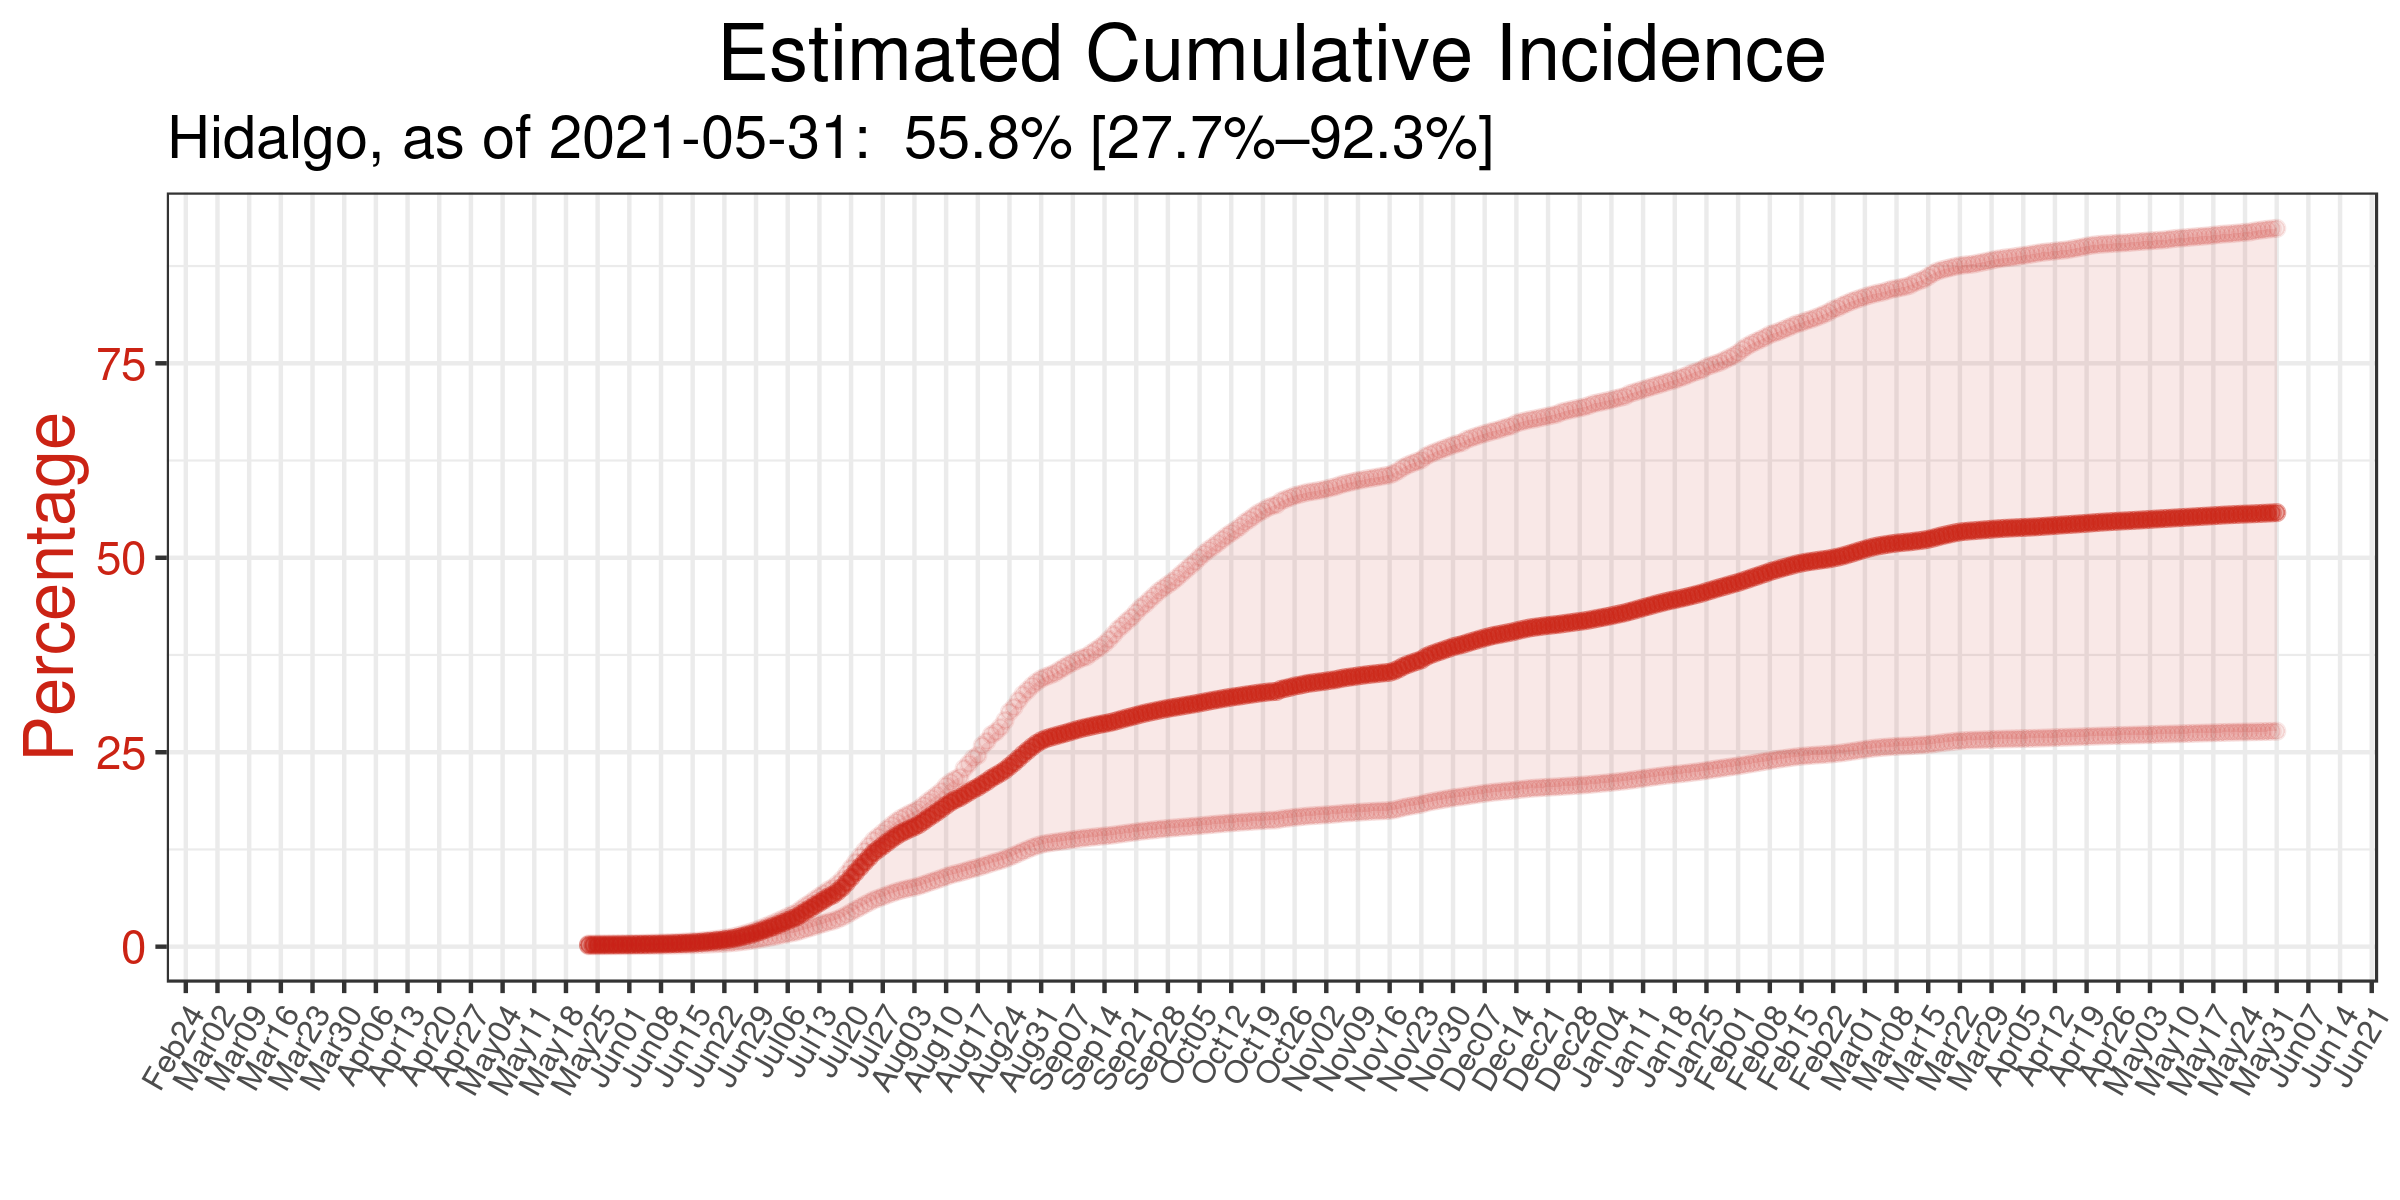 Estimated Cumulative Incidence
Hidalgo, as of 2021-05-31:  55.8% [27.7%–92.3%]
Percentage
75
50
25
0
Feb24
Mar02
Mar09
Mar16
Mar23
Mar30
Apr06
Apr13
Apr20
Apr27
May04
May11
May18
May25
Jun01
Jun08
Jun15
Jun22
Jun29
Jul06
Jul13
Jul20
Jul27
Aug03
Aug10
Aug17
Aug24
Aug31
Sep07
Sep14
Sep21
Sep28
Oct05
Oct12
Oct19
Oct26
Nov02
Nov09
Nov16
Nov23
Nov30
Dec07
Dec14
Dec21
Dec28
Jan04
Jan11
Jan18
Jan25
Feb01
Feb08
Feb15
Feb22
Mar01
Mar08
Mar15
Mar22
Mar29
Apr05
Apr12
Apr19
Apr26
May03
May10
May17
May24
May31
Jun07
Jun14
Jun21